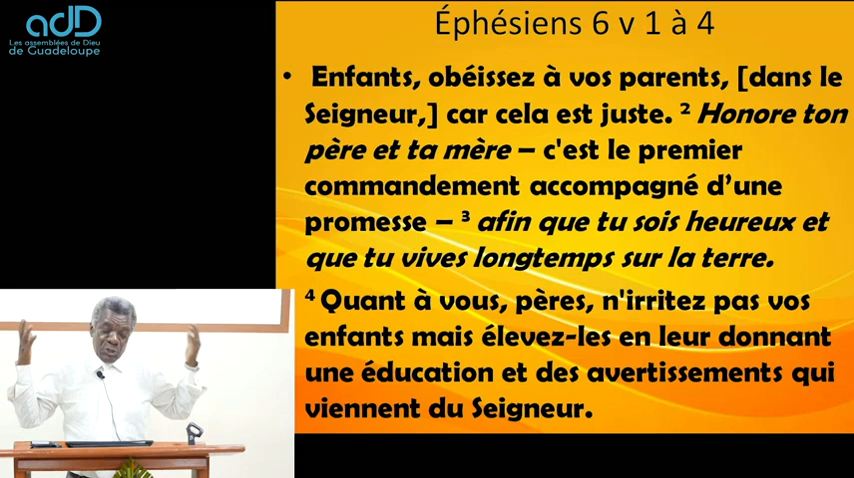 adD
Les assemblées de Dieu
de Guadeloupe
Éphésiens 6 v 1 à 4
• Enfants, obéissez à vos parents, [dans le
Seigneur,] car cela est juste. ² Honore ton
père et ta mère – c'est le premier
commandement accompagné d’une
promesse – ³ afin que tu sois heureux et
que tu vives longtemps sur la terre.
⁴ Quant à vous, pères, n'irritez pas vos
enfants mais élevez-les en leur donnant
une éducation et des avertissements qui
viennent du Seigneur.